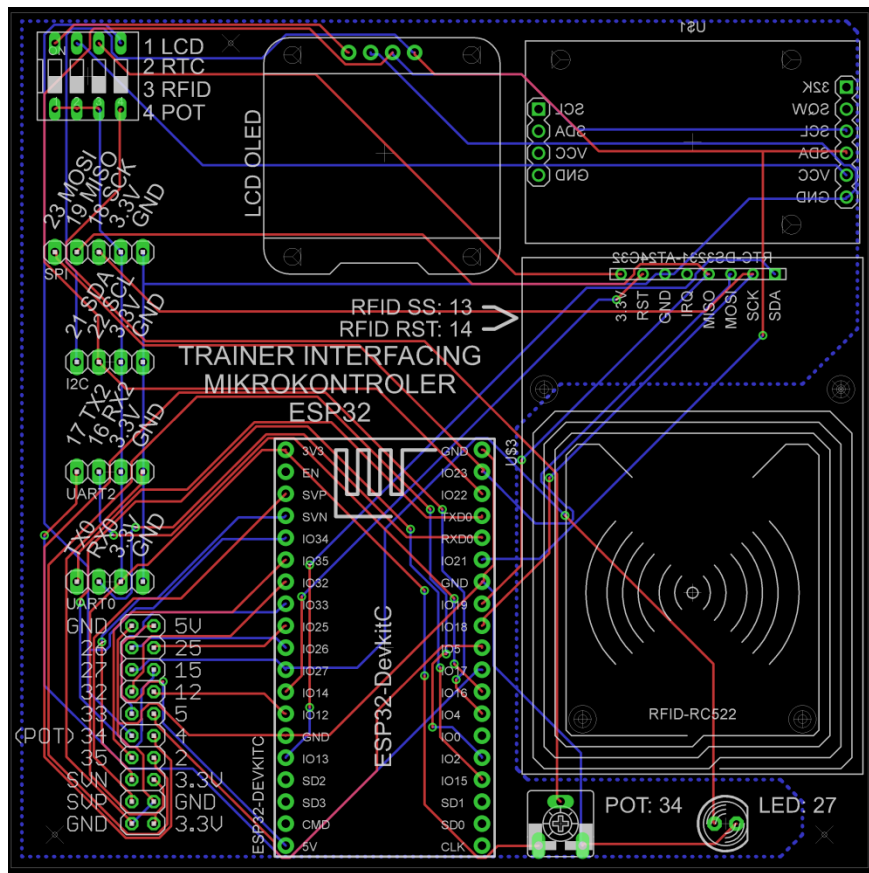 ON
1 LCD
2 RTC
3 RFID
4 POT
LCD OLED
U$1
SCL
SDA
VCC
GND
32K
SQW
SCL
SDA
VCC
GND
RTC-DS3231-AT24C32
23 MOSI
19 MISO
18 SCK
3.3V
GND
SPI
21 SDA
22 SCL
3.3V
GND
I2C
17 TX2
16 RX2
3.3V
GND
UART2
TX0
RX0
3.3V
GND
UART0
RFID SS: 13
RFID RST: 14
TRAINER INTERFACING
MIKROKONTROLER
ESP32
3.3V
RST
GND
IRQ
MISO
MOSI
SCK
SDA
U$3
RFID-RC522
3V3 GND
EN IO23
SVP IO22
SVN TXD0
IO34 RXD0
IO35 IO21
IO32 GND
IO33 IO19
IO25 IO18
IO26 IO5
IO27 IO17
IO14 IO16
IO12 IO4
GND IO0
IO13 IO2
SD2 IO15
SD3 SD1
CMD SD0
5V CLK
ESP32-DevkitC
ESP32-DEVKITC
GND 5V
26 25
27 15
32 12
33 5
(POT) 34 4
35 2
SVN 3.3V
SVP GND
GND 3.3V
POT: 34
LED: 27